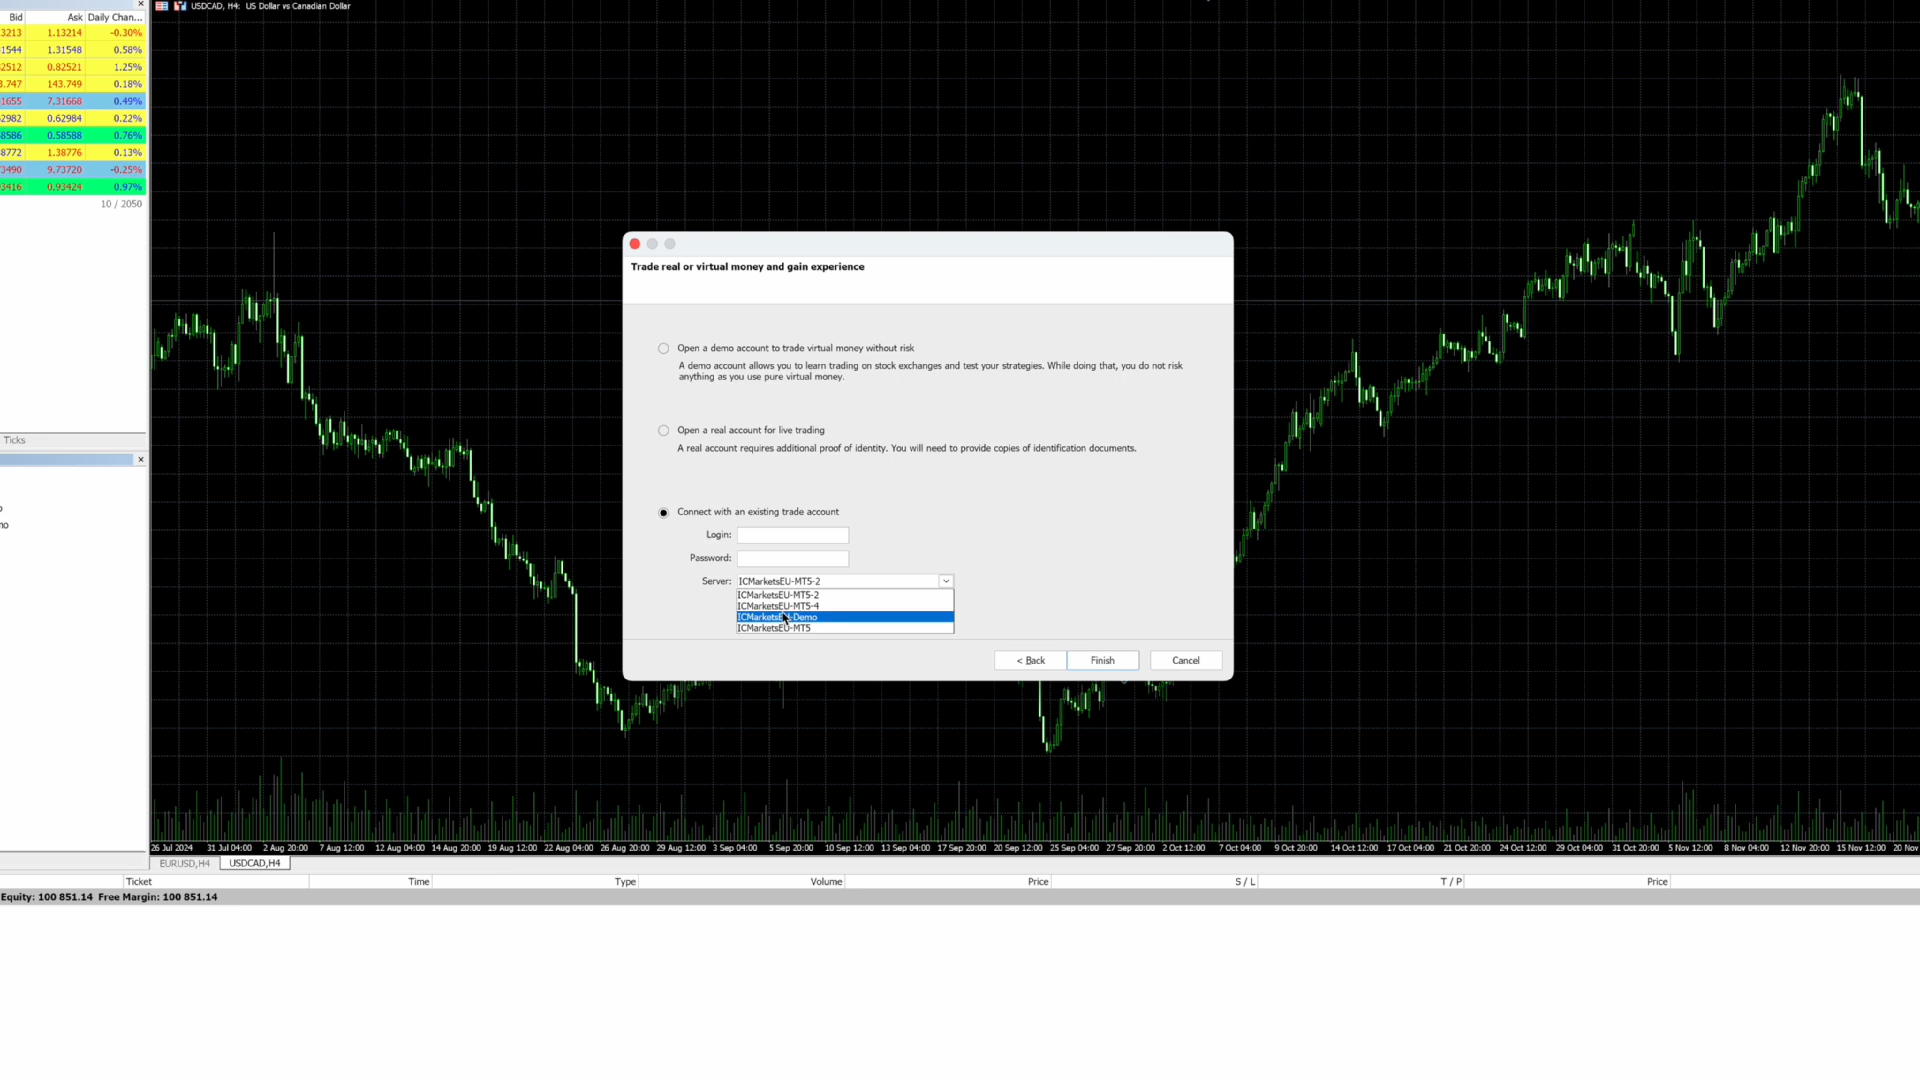 USDCAD, H4: US Dollar vs Canadian Dollar
Bid Ask Daily Chan...
3213 1.13214 -0.30%
1544 1.31548 0.58%
2512 0.82521 1.25%
3.747 143.749 0.18%
1655 7.31668 0.49%
2982 0.62984 0.22%
8586 0.58588 0.76%
8772 1.38776 0.13%
3490 9.73720 -0.25%
3416 0.93424 0.97%
10 / 2050
Ticks
Trade real or virtual money and gain experience
Open a demo account to trade virtual money without risk
A demo account allows you to learn trading on stock exchanges and test your strategies. While doing that, you do not risk
anything as you use pure virtual money.
Open a real account for live trading
A real account requires additional proof of identity. You will need to provide copies of identification documents.
Connect with an existing trade account
Login:
Password:
Server: ICMarketsEU-MT5-2
ICMarketsEU-MT5-2
ICMarketsEU-MT5-4
ICMarketsEU-Demo
ICMarketsEU-MT5
< Back Finish Cancel
26 Jul 2024 31 Jul 04:00 2 Aug 20:00 7 Aug 12:00 12 Aug 04:00 14 Aug 20:00 19 Aug 12:00 22 Aug 04:00 26 Aug 20:00 29 Aug 12:00 3 Sep 04:00 5 Sep 20:00 10 Sep 12:00 13 Sep 04:00 17 Sep 20:00 20 Sep 12:00 25 Sep 04:00 27 Sep 20:00 2 Oct 12:00 7 Oct 04:00 9 Oct 20:00 14 Oct 12:00 17 Oct 04:00 21 Oct 20:00 24 Oct 12:00 29 Oct 04:00 31 Oct 20:00 5 Nov 12:00 8 Nov 04:00 12 Nov 20:00 15 Nov 12:00 20 Nov
EURUSD,H4 USDCAD,H4
Ticket Time Type Volume Price S / L T / P Price
Equity: 100 851.14 Free Margin: 100 851.14